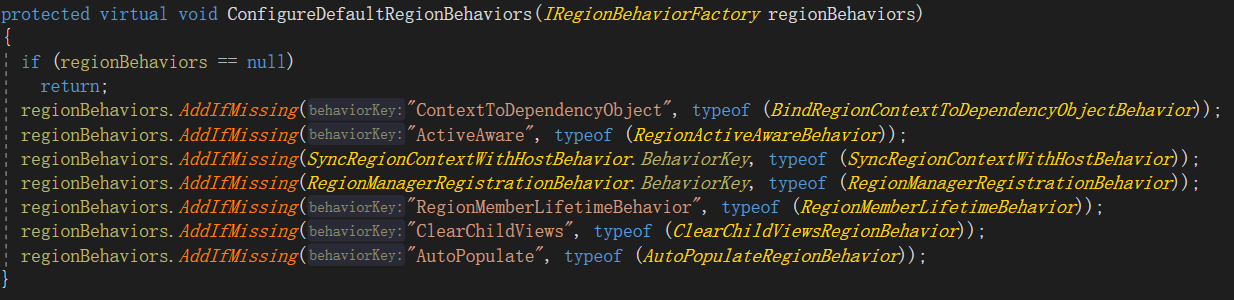 protected virtual void ConfigureDefaultRegionBehaviors(IRegionBehaviorFactory regionBehaviors)
{
  if (regionBehaviors == null)
    return;
  regionBehaviors.AddIfMissing(behaviorKey:"ContextToDependencyObject", typeof (BindRegionContextToDependencyObjectBehavior));
  regionBehaviors.AddIfMissing(behaviorKey:"ActiveAware", typeof (RegionActiveAwareBehavior));
  regionBehaviors.AddIfMissing(SyncRegionContextWithHostBehavior.BehaviorKey, typeof (SyncRegionContextWithHostBehavior));
  regionBehaviors.AddIfMissing(RegionManagerRegistrationBehavior.BehaviorKey, typeof (RegionManagerRegistrationBehavior));
  regionBehaviors.AddIfMissing(behaviorKey:"RegionMemberLifetimeBehavior", typeof (RegionMemberLifetimeBehavior));
  regionBehaviors.AddIfMissing(behaviorKey:"ClearChildViews", typeof (ClearChildViewsRegionBehavior));
  regionBehaviors.AddIfMissing(behaviorKey:"AutoPopulate", typeof (AutoPopulateRegionBehavior));
}